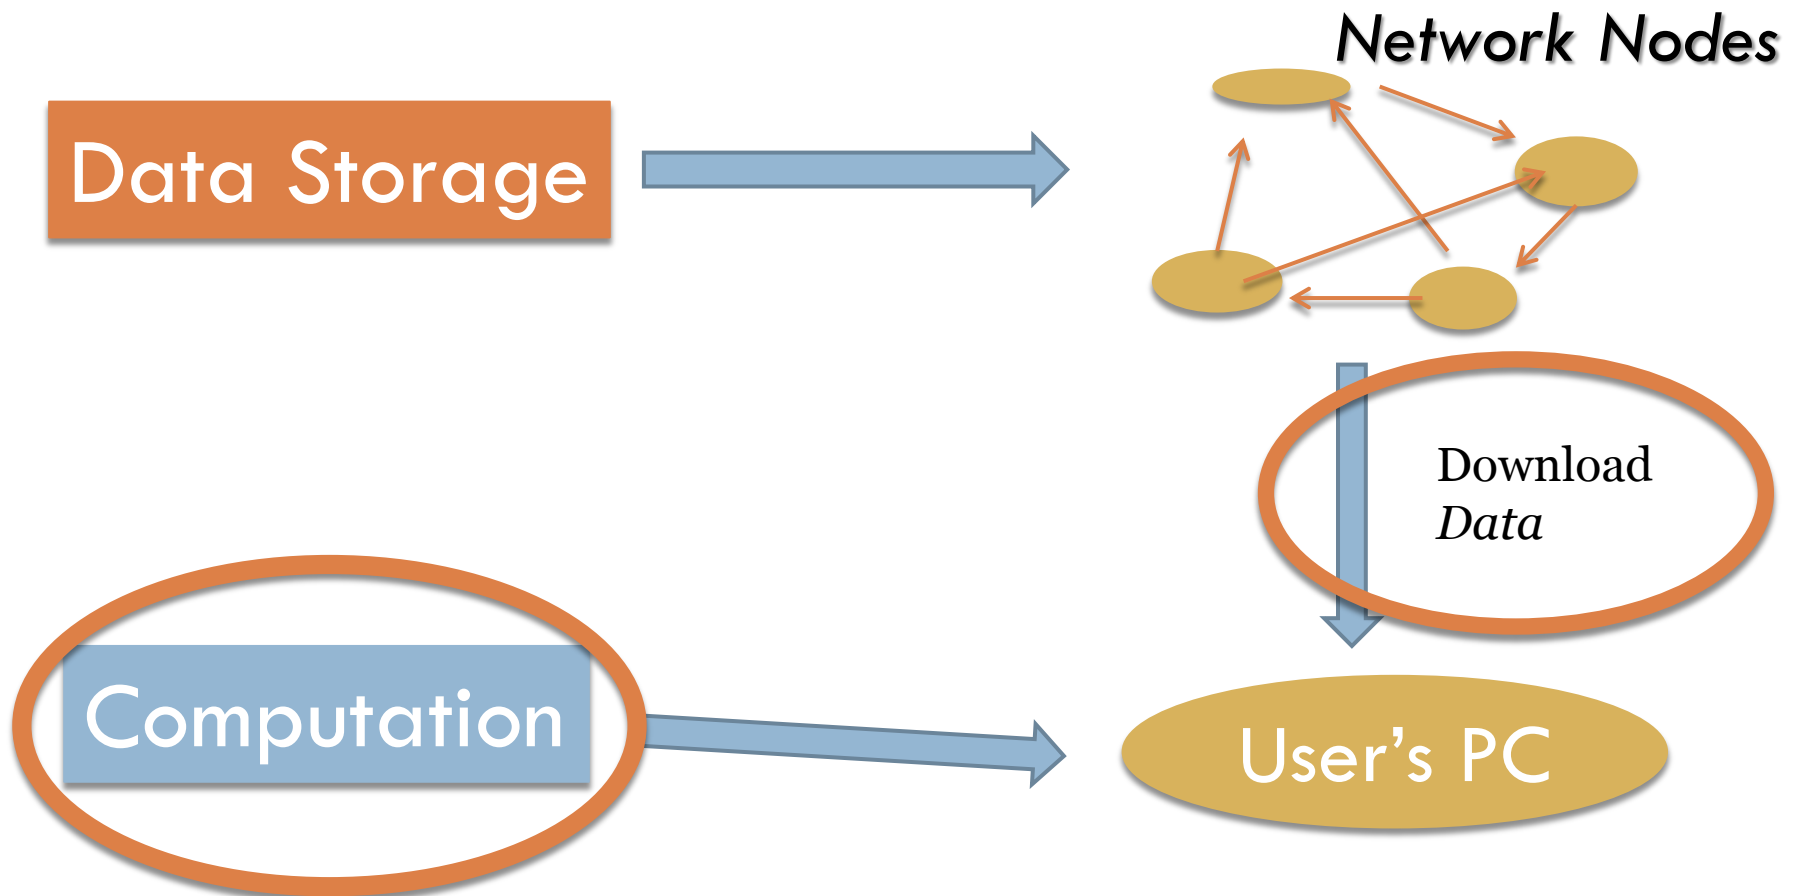 Network Nodes
Data Storage
Download
Data
Computation
User’s PC